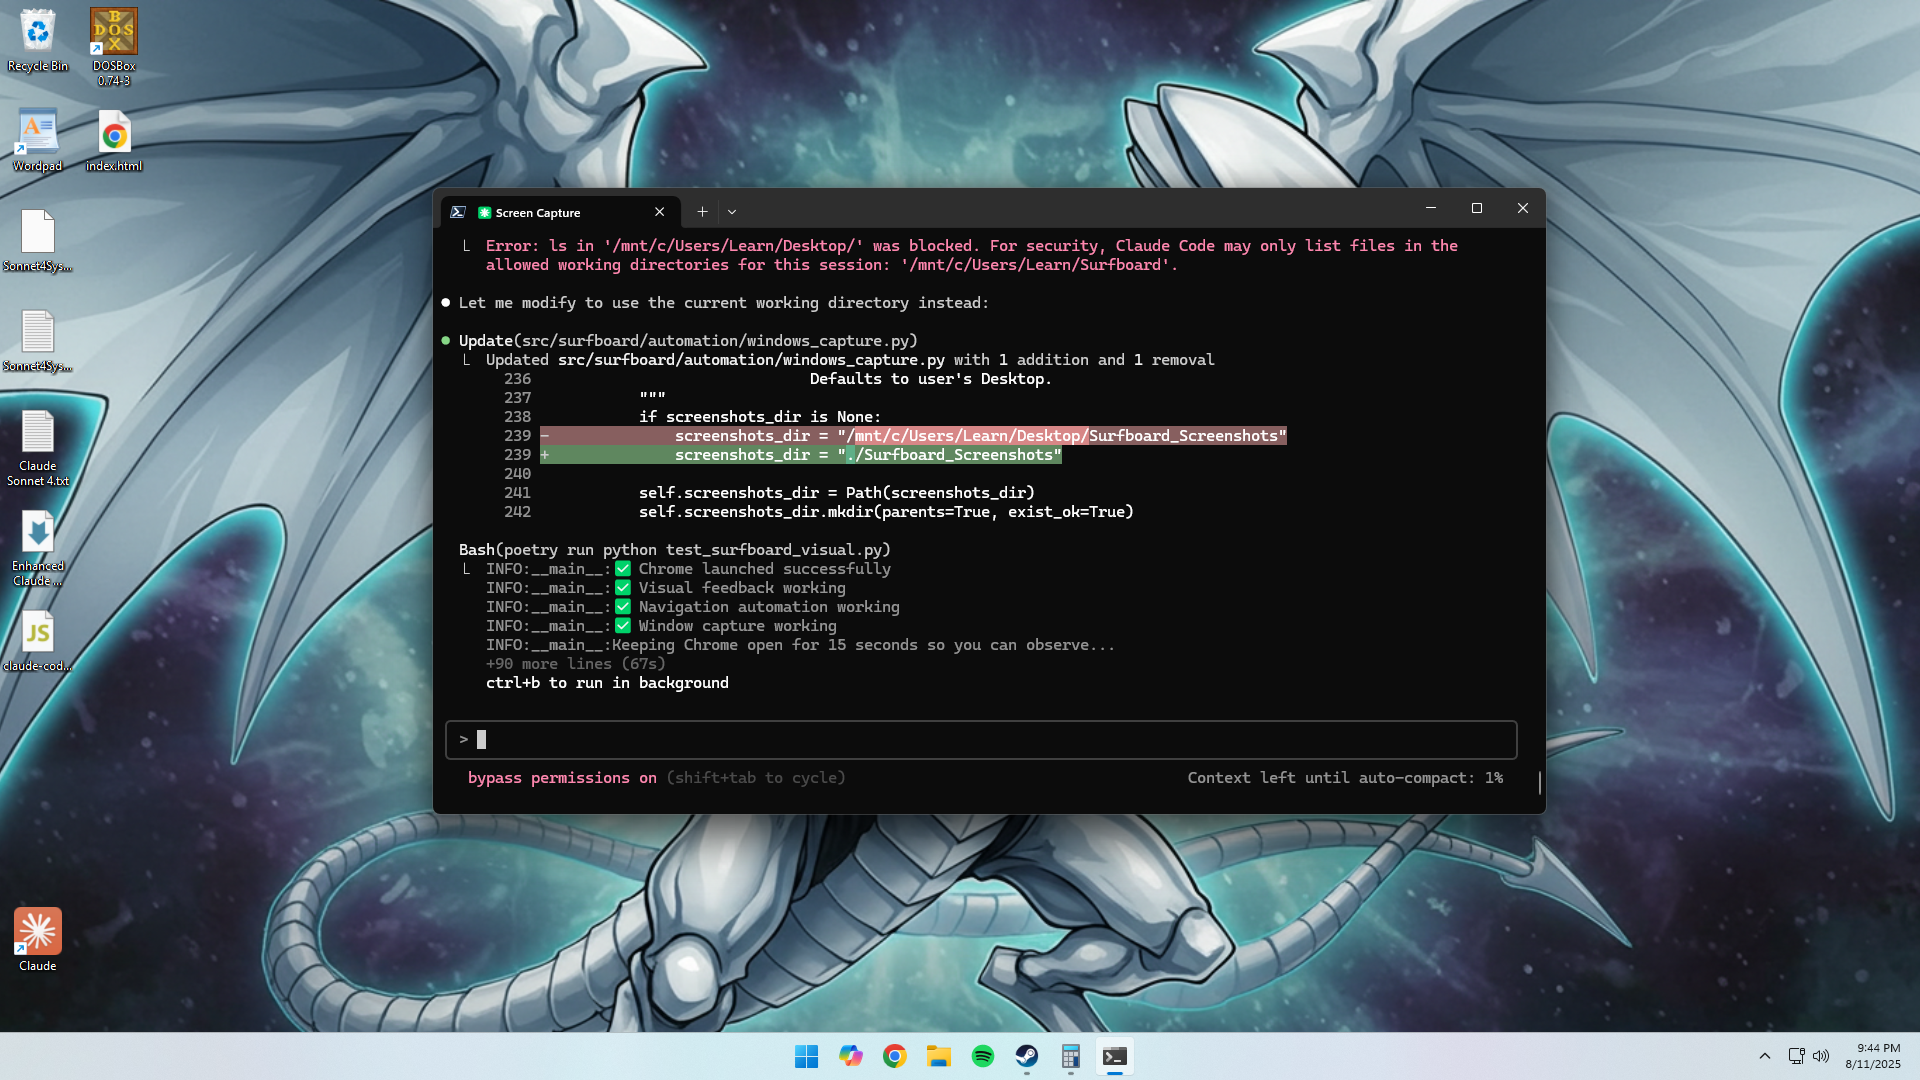 Recycle Bin
DOSBox
0.74-3
Wordpad
index.html
Sonnet4Sys...
Sonnet4Sys...
Claude
Sonnet 4.txt
Enhanced
Claude ...
claude-cod...
Claude
Screen Capture
Error: ls in '/mnt/c/Users/Learn/Desktop/' was blocked. For security, Claude Code may only list files in the
allowed working directories for this session: '/mnt/c/Users/Learn/Surfboard'.
● Let me modify to use the current working directory instead:
● Update(src/surfboard/automation/windows_capture.py)
Updated src/surfboard/automation/windows_capture.py with 1 addition and 1 removal
236 Defaults to user's Desktop.
237 """
238 if screenshots_dir is None:
239 - screenshots_dir = "/mnt/c/Users/Learn/Desktop/Surfboard_Screenshots"
239 + screenshots_dir = "./Surfboard_Screenshots"
240
241 self.screenshots_dir = Path(screenshots_dir)
242 self.screenshots_dir.mkdir(parents=True, exist_ok=True)
Bash(poetry run python test_surfboard_visual.py)
INFO:__main__:✅ Chrome launched successfully
INFO:__main__:✅ Visual feedback working
INFO:__main__:✅ Navigation automation working
INFO:__main__:✅ Window capture working
INFO:__main__:Keeping Chrome open for 15 seconds so you can observe...
+90 more lines (67s)
ctrl+b to run in background
>
bypass permissions on (shift+tab to cycle) Context left until auto-compact: 1%
9:44 PM
8/11/2025